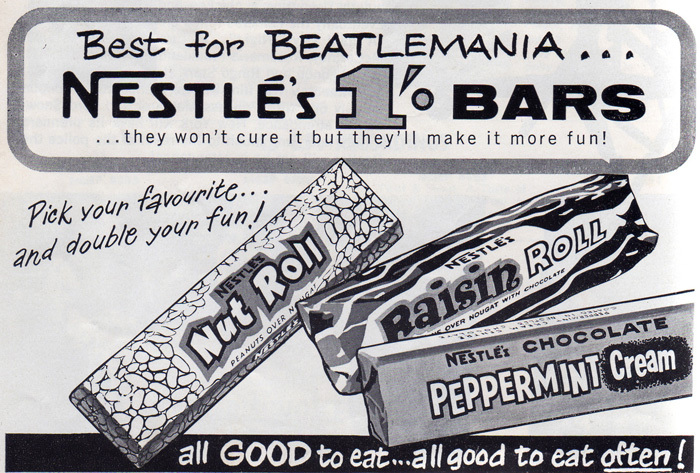 Best for BEATLEMANIA...
NESTLÉ'S 1'° BARS
...they won't cure it but they'll make it more fun!
Pick your favourite...
and double your fun!
NESTLÉ'S
Nut Roll
PEANUTS OVER NOUGAT
NESTLÉ'S
Raisin ROLL
OVER NOUGAT WITH CHOCOLATE
NESTLÉ'S CHOCOLATE
PEPPERMINT Cream
all GOOD to eat...all good to eat often!